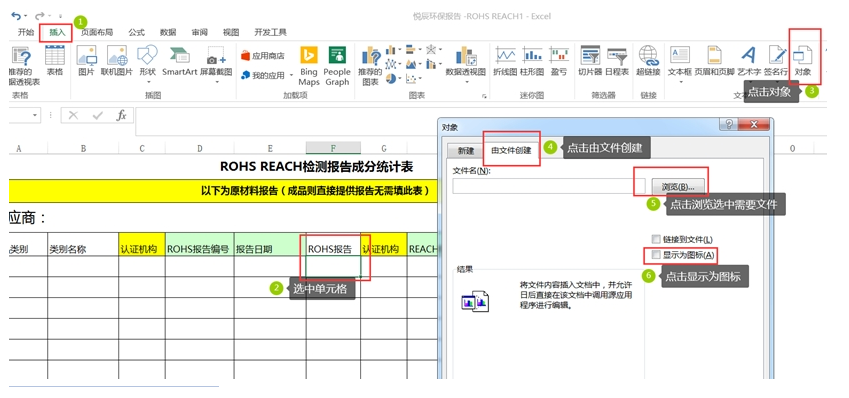 悦宸环保报告 -ROHS REACH1 - Excel
1
开始 插入 页面布局 公式 数据 审阅 视图 开发工具
推荐的数据透视表 表格 图片 联机图片 形状 SmartArt 屏幕截图 应用商店 我的应用 Bing Maps People Graph 推荐的图表 数据透视图 折线图 柱形图 盈亏 切片器 日程表 超链接 文本框 页眉和页脚 艺术字 签名行 对象
表格 插图 加载项 图表 迷你图 筛选器 链接 文
点击对象 3
fx
A B C D E F G O
ROHS REACH检测报告成分统计表
以下为原材料报告（成品则直接提供报告无需填此表）
应商：
类别 类别名称 认证机构 ROHS报告编号 报告日期 ROHS报告 认证机构 REACH
2 选中单元格
对象
新建 由文件创建
4 点击由文件创建
文件名(N):
浏览(B)...
5 点击浏览选中需要文件
链接到文件(L)
显示为图标(A)
6 点击显示为图标
结果
将文件内容插入文档中，并允许
日后直接在该文档中调用源应用
程序进行编辑。